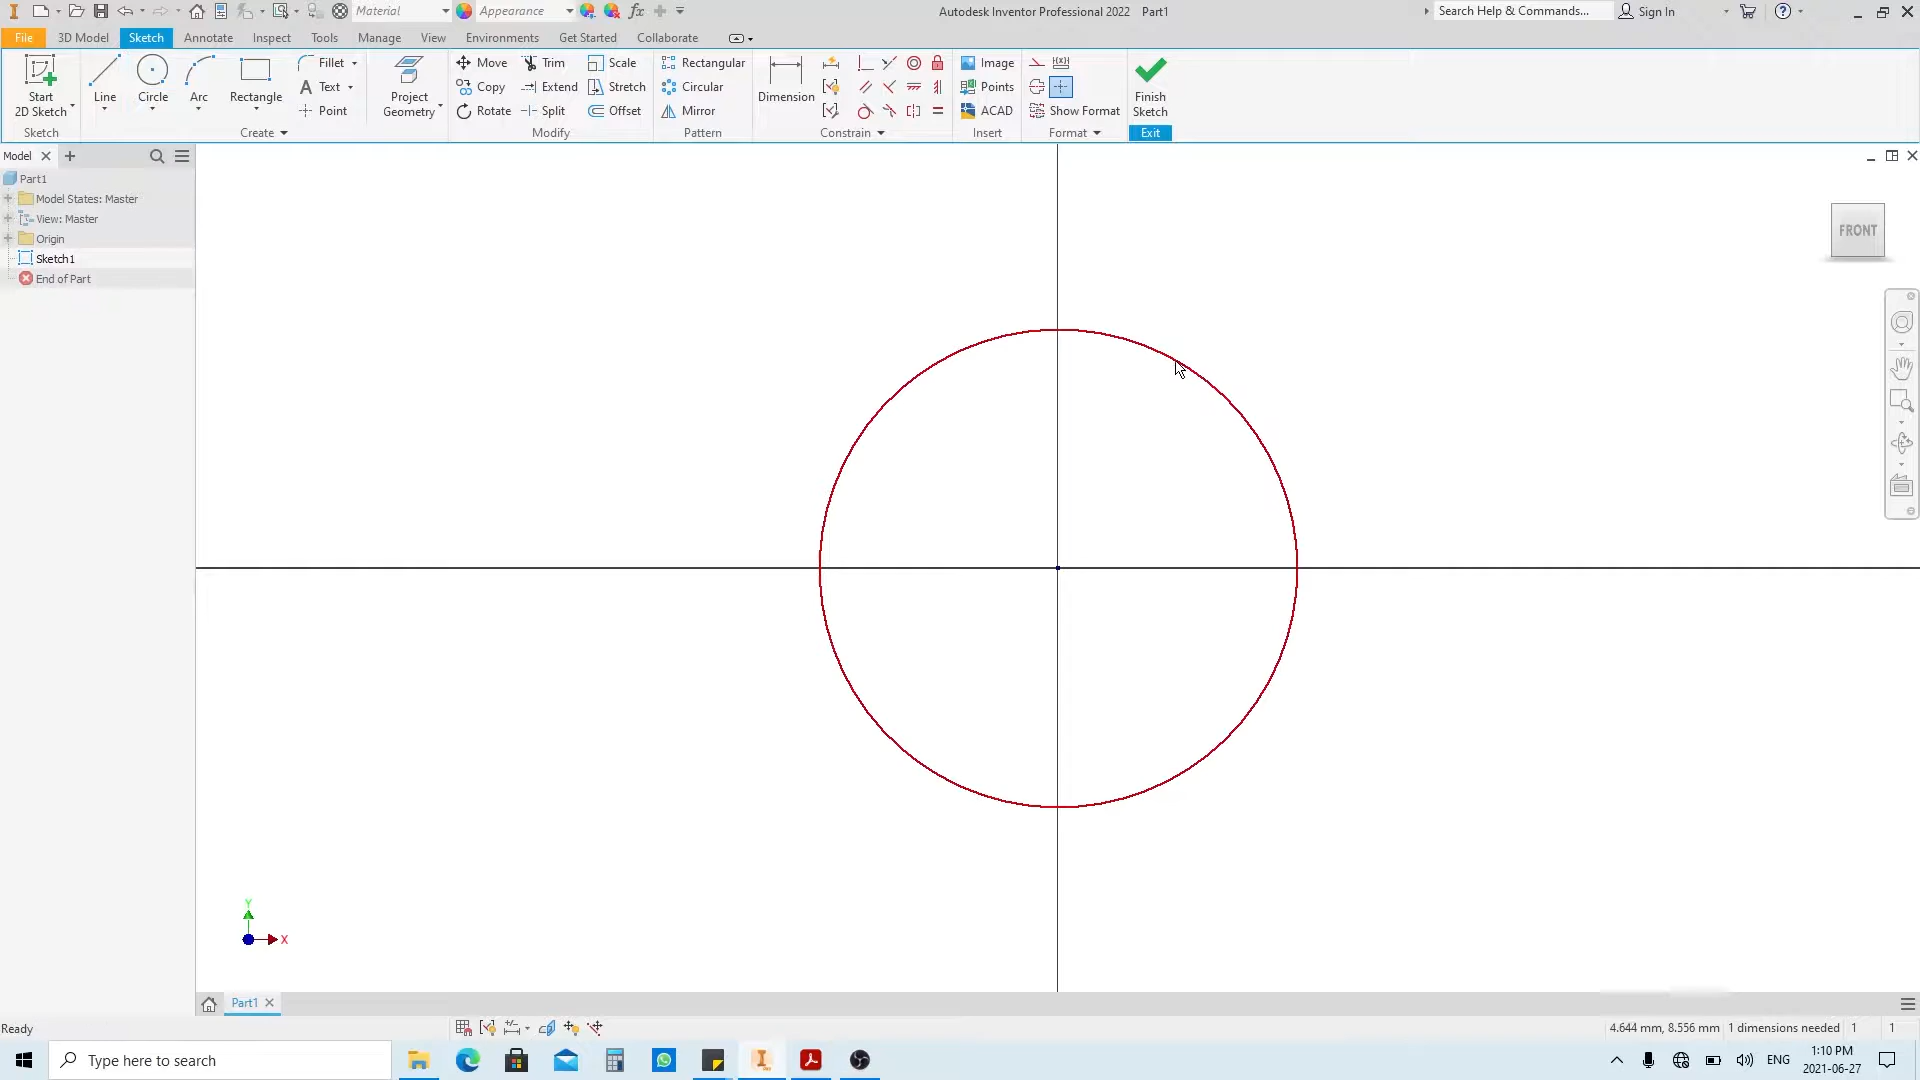 Material
Appearance
fx
Autodesk Inventor Professional 2022 Part1
Search Help & Commands...
Sign In
File 3D Model Sketch Annotate Inspect Tools Manage View Environments Get Started Collaborate
Start
2D Sketch
Line
Circle
Arc
Rectangle
Fillet
Text
Point
Project
Geometry
Move
Copy
Rotate
Trim
Extend
Split
Scale
Stretch
Offset
Rectangular
Circular
Mirror
Dimension
Image
Points
ACAD
Show Format
Finish
Sketch
Sketch Create Modify Pattern Constrain Insert Format Exit
Model
Part1
Model States: Master
View: Master
Origin
Sketch1
End of Part
FRONT
Y
X
Part1
Ready
4.644 mm, 8.556 mm 1 dimensions needed 1 1
Type here to search
ENG
1:10 PM
2021-06-27